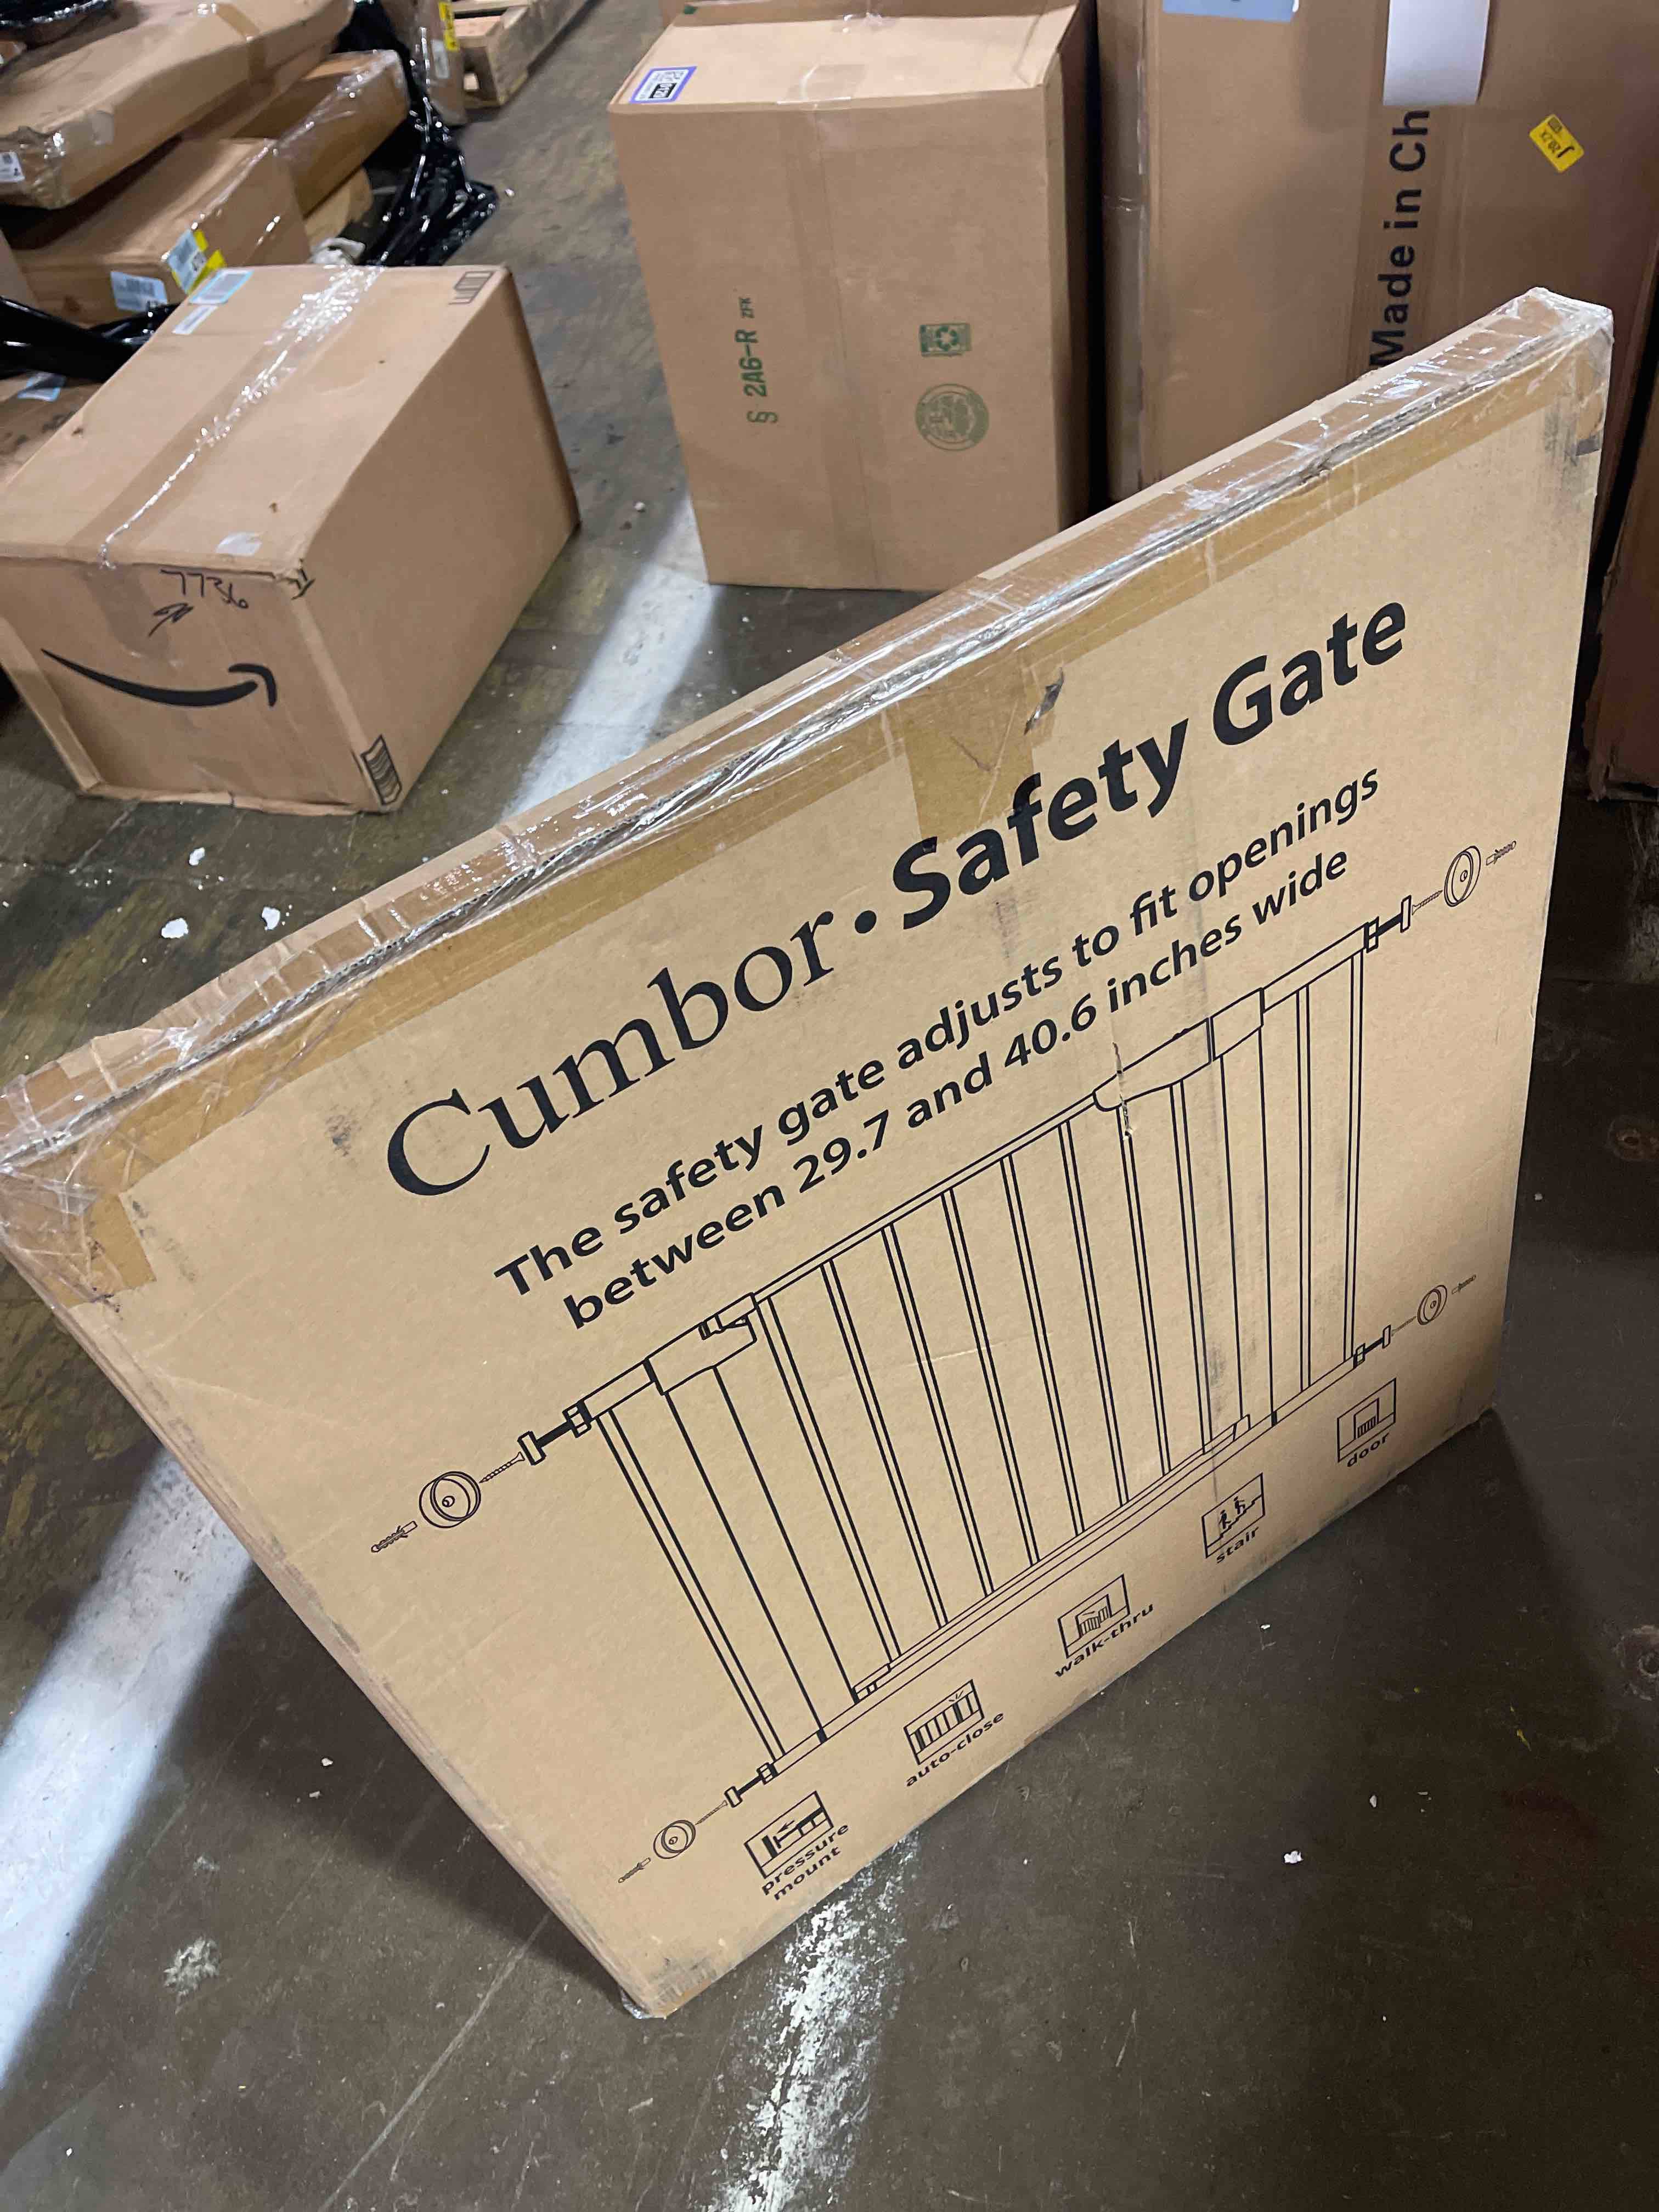 Made in Ch
§ 2A6-R ZFK
Cumbor · Safety Gate
The safety gate adjusts to fit openings
between 29.7 and 40.6 inches wide
pressure
mount
auto-close
walk-thru
stair
door